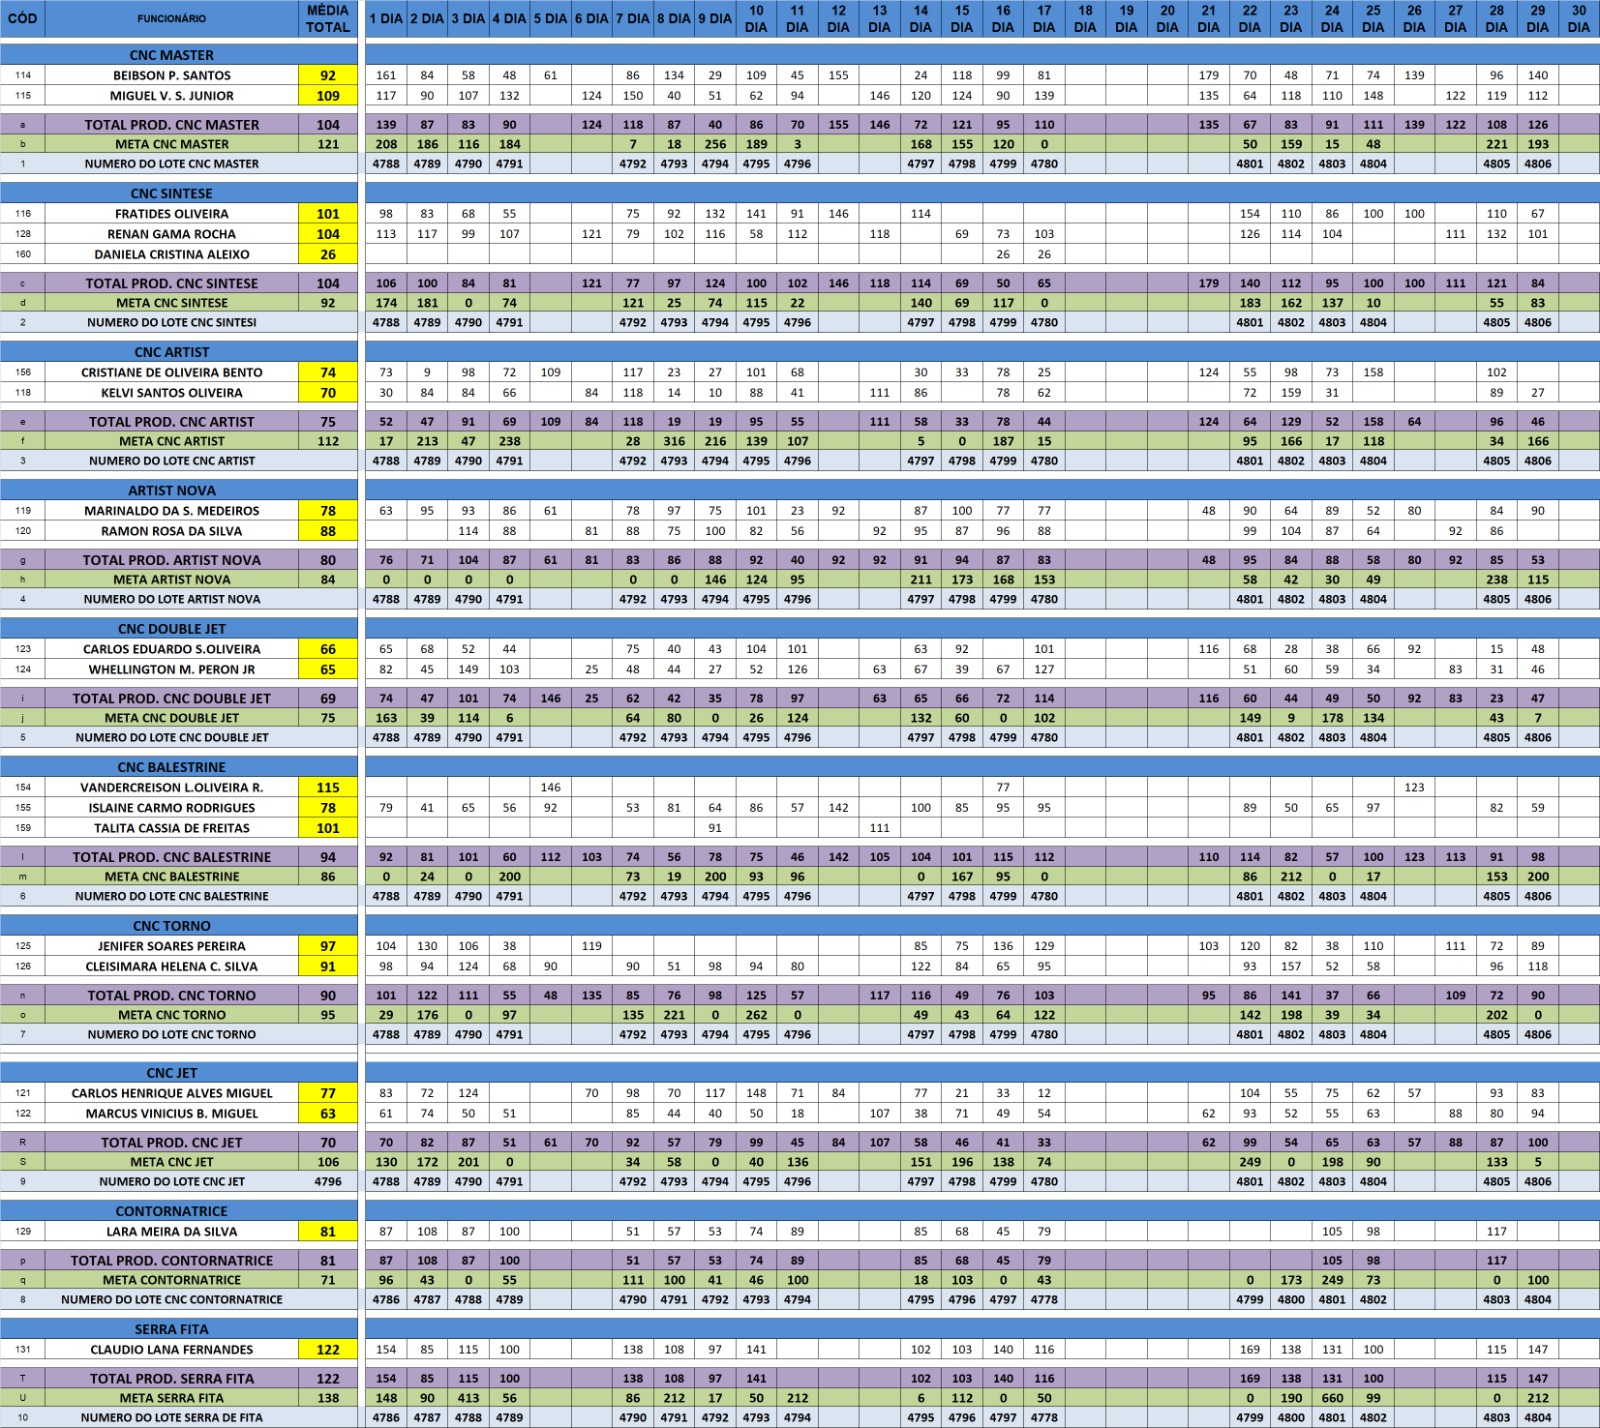 CÓD FUNCIONÁRIO MÉDIA TOTAL 1 DIA 2 DIA 3 DIA 4 DIA 5 DIA 6 DIA 7 DIA 8 DIA 9 DIA 10 DIA 11 DIA 12 DIA 13 DIA 14 DIA 15 DIA 16 DIA 17 DIA 18 DIA 19 DIA 20 DIA 21 DIA 22 DIA 23 DIA 24 DIA 25 DIA 26 DIA 27 DIA 28 DIA 29 DIA 30 DIA
CNC MASTER
114 BEIBSON P. SANTOS 92 161 84 58 48 61 86 134 29 109 45 155 24 118 99 81 179 70 48 71 74 139 96 140
115 MIGUEL V. S. JUNIOR 109 117 90 107 132 124 150 40 51 62 94 146 120 124 90 139 135 64 118 110 148 122 119 112
a TOTAL PROD. CNC MASTER 104 139 87 83 90 124 118 87 40 86 70 155 146 72 121 95 110 135 67 83 91 111 139 122 108 126
b META CNC MASTER 121 208 186 116 184 7 18 256 189 3 168 155 120 0 50 159 15 48 221 193
1 NUMERO DO LOTE CNC MASTER 4788 4789 4790 4791 4792 4793 4794 4795 4796 4797 4798 4799 4780 4801 4802 4803 4804 4805 4806
CNC SINTESE
116 FRATIDES OLIVEIRA 101 98 83 68 55 75 92 132 141 91 146 114 154 110 86 100 100 110 67
128 RENAN GAMA ROCHA 104 113 117 99 107 121 79 102 116 58 112 118 69 73 103 126 114 104 111 132 101
160 DANIELA CRISTINA ALEIXO 26 26 26
c TOTAL PROD. CNC SINTESE 104 106 100 84 81 121 77 97 124 100 102 146 118 114 69 50 65 179 140 112 95 100 100 111 121 84
d META CNC SINTESE 92 174 181 0 74 121 25 74 115 22 140 69 117 0 183 162 137 10 55 83
2 NUMERO DO LOTE CNC SINTESI 4788 4789 4790 4791 4792 4793 4794 4795 4796 4797 4798 4799 4780 4801 4802 4803 4804 4805 4806
CNC ARTIST
156 CRISTIANE DE OLIVEIRA BENTO 74 73 9 98 72 109 117 23 27 101 68 30 33 78 25 124 55 98 73 158 102
118 KELVI SANTOS OLIVEIRA 70 30 84 84 66 84 118 14 10 88 41 111 86 78 62 72 159 31 89 27
e TOTAL PROD. CNC ARTIST 75 52 47 91 69 109 84 118 19 19 95 55 111 58 33 78 44 124 64 129 52 158 64 96 46
f META CNC ARTIST 112 17 213 47 238 28 316 216 139 107 5 0 187 15 95 166 17 118 34 166
3 NUMERO DO LOTE CNC ARTIST 4788 4789 4790 4791 4792 4793 4794 4795 4796 4797 4798 4799 4780 4801 4802 4803 4804 4805 4806
ARTIST NOVA
119 MARINALDO DA S. MEDEIROS 78 63 95 93 86 61 78 97 75 101 23 92 87 100 77 77 48 90 64 89 52 80 84 90
120 RAMON ROSA DA SILVA 88 114 88 81 88 75 100 82 56 92 95 87 96 88 99 104 87 64 92 86
g TOTAL PROD. ARTIST NOVA 80 76 71 104 87 61 81 83 86 88 92 40 92 92 91 94 87 83 48 95 84 88 58 80 92 85 53
h META ARTIST NOVA 84 0 0 0 0 0 0 146 124 95 211 173 168 153 58 42 30 49 238 115
4 NUMERO DO LOTE ARTIST NOVA 4788 4789 4790 4791 4792 4793 4794 4795 4796 4797 4798 4799 4780 4801 4802 4803 4804 4805 4806
CNC DOUBLE JET
123 CARLOS EDUARDO S.OLIVEIRA 66 65 68 52 44 75 40 43 104 101 63 92 101 116 68 28 38 66 92 15 48
124 WHELLINGTON M. PERON JR 65 82 45 149 103 25 48 44 27 52 126 63 67 39 67 127 51 60 59 34 83 31 46
i TOTAL PROD. CNC DOUBLE JET 69 74 47 101 74 146 25 62 42 35 78 97 63 65 66 72 114 116 60 44 49 50 92 83 23 47
j META CNC DOUBLE JET 75 163 39 114 6 64 80 0 26 124 132 60 0 102 149 9 178 134 43 7
5 NUMERO DO LOTE CNC DOUBLE JET 4788 4789 4790 4791 4792 4793 4794 4795 4796 4797 4798 4799 4780 4801 4802 4803 4804 4805 4806
CNC BALESTRINE
154 VANDERCREISON L.OLIVEIRA R. 115 146 77 123
155 ISLAINE CARMO RODRIGUES 78 79 41 65 56 92 53 81 64 86 57 142 100 85 95 95 89 50 65 97 82 59
159 TALITA CASSIA DE FREITAS 101 91 111
l TOTAL PROD. CNC BALESTRINE 94 92 81 101 60 112 103 74 56 78 75 46 142 105 104 101 115 112 110 114 82 57 100 123 113 91 98
m META CNC BALESTRINE 86 0 24 0 200 73 19 200 93 96 0 167 95 0 86 212 0 17 153 200
6 NUMERO DO LOTE CNC BALESTRINE 4788 4789 4790 4791 4792 4793 4794 4795 4796 4797 4798 4799 4780 4801 4802 4803 4804 4805 4806
CNC TORNO
125 JENIFER SOARES PEREIRA 97 104 130 106 38 119 85 75 136 129 103 120 82 38 110 111 72 89
126 CLEISIMARA HELENA C. SILVA 91 98 94 124 68 90 90 51 98 94 80 122 84 65 95 93 157 52 58 96 118
n TOTAL PROD. CNC TORNO 90 101 122 111 55 48 135 85 76 98 125 57 117 116 49 76 103 95 86 141 37 66 109 72 90
o META CNC TORNO 95 29 176 0 97 135 221 0 262 0 49 43 64 122 142 198 39 34 202 0
7 NUMERO DO LOTE CNC TORNO 4788 4789 4790 4791 4792 4793 4794 4795 4796 4797 4798 4799 4780 4801 4802 4803 4804 4805 4806
CNC JET
121 CARLOS HENRIQUE ALVES MIGUEL 77 83 72 124 70 98 70 117 148 71 84 77 21 33 12 104 55 75 62 57 93 83
122 MARCUS VINICIUS B. MIGUEL 63 61 74 50 51 85 44 40 50 18 107 38 71 49 54 62 93 52 55 63 88 80 94
R TOTAL PROD. CNC JET 70 70 82 87 51 61 70 92 57 79 99 45 84 107 58 46 41 33 62 99 54 65 63 57 88 87 100
S META CNC JET 106 130 172 201 0 34 58 0 40 136 151 196 138 74 249 0 198 90 133 5
9 NUMERO DO LOTE CNC JET 4796 4788 4789 4790 4791 4792 4793 4794 4795 4796 4797 4798 4799 4780 4801 4802 4803 4804 4805 4806
CONTORNATRICE
129 LARA MEIRA DA SILVA 81 87 108 87 100 51 57 53 74 89 85 68 45 79 105 98 117
p TOTAL PROD. CONTORNATRICE 81 87 108 87 100 51 57 53 74 89 85 68 45 79 105 98 117
q META CONTORNATRICE 71 96 43 0 55 111 100 41 46 100 18 103 0 43 0 173 249 73 0 100
8 NUMERO DO LOTE CNC CONTORNATRICE 4786 4787 4788 4789 4790 4791 4792 4793 4794 4795 4796 4797 4778 4799 4800 4801 4802 4803 4804
SERRA FITA
131 CLAUDIO LANA FERNANDES 122 154 85 115 100 138 108 97 141 102 103 140 116 169 138 131 100 115 147
T TOTAL PROD. SERRA FITA 122 154 85 115 100 138 108 97 141 102 103 140 116 169 138 131 100 115 147
U META SERRA FITA 138 148 90 413 56 86 212 17 50 212 6 112 0 50 0 190 660 99 0 212
10 NUMERO DO LOTE SERRA DE FITA 4786 4787 4788 4789 4790 4791 4792 4793 4794 4795 4796 4797 4778 4799 4800 4801 4802 4803 4804